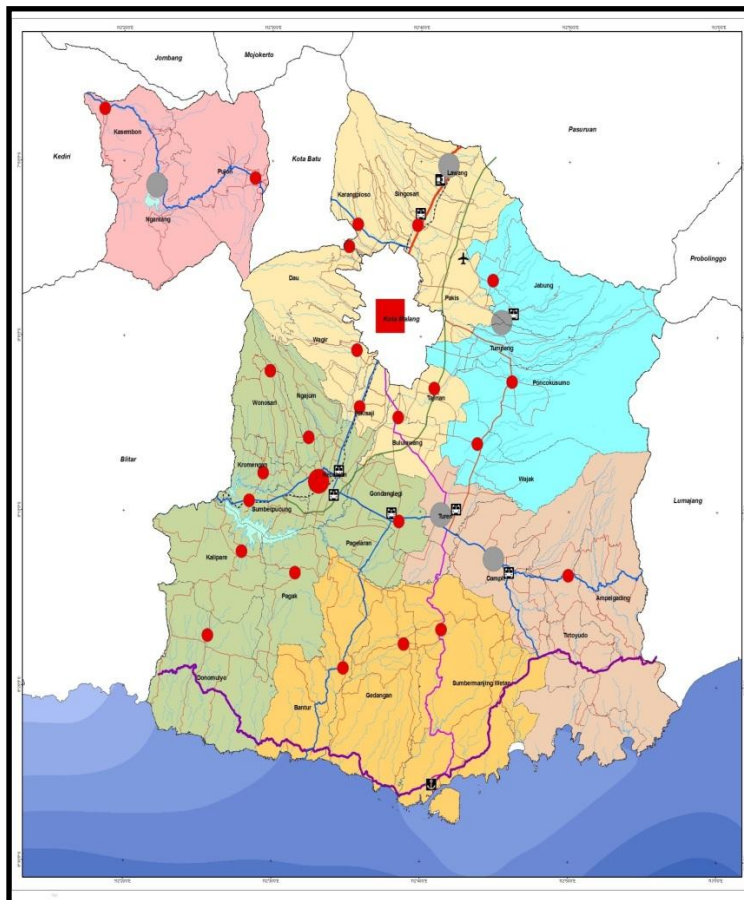 Jombang
Mojokerto
Kasembon
Pasuruan
Kediri
Pujon
Kota Batu
Lawang
Karangploso
Singosari
Ngantang
Probolinggo
Dau
Jabung
Pakis
Kota Malang
Wagir
Tumpang
Poncokusumo
Wonosari
Ngajum
Tajinan
Pakisaji
Bululawang
Blitar
Kromengan
Wajak
Gondanglegi
Lumajang
Sumberpucung
Turen
Pagelaran
Kalipare
Dampit
Pagak
Ampelgading
Tirtoyudo
Donomulyo
Sumbermanjing Wetan
Gedangan
Bantur